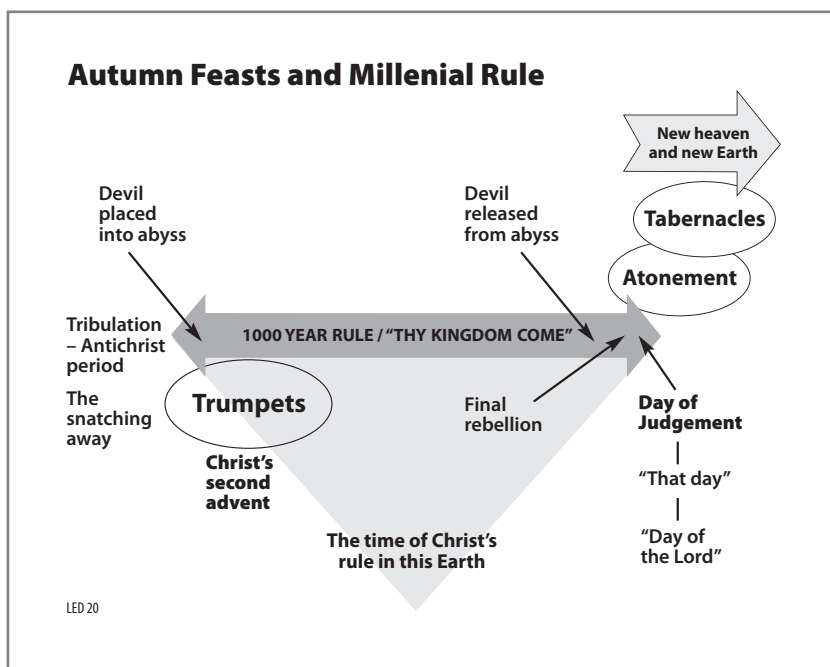 Autumn Feasts and Millenial Rule
New heaven
and new Earth
Devil
placed
into abyss
Devil
released
from abyss
Tabernacles
Atonement
Tribulation
– Antichrist
period
1000 YEAR RULE / “THY KINGDOM COME”
The
snatching
away
Trumpets
Final
rebellion
Day of
Judgement
Christ’s
second
advent
“That day”
The time of Christ’s
rule in this Earth
“Day of
the Lord”
LED 20